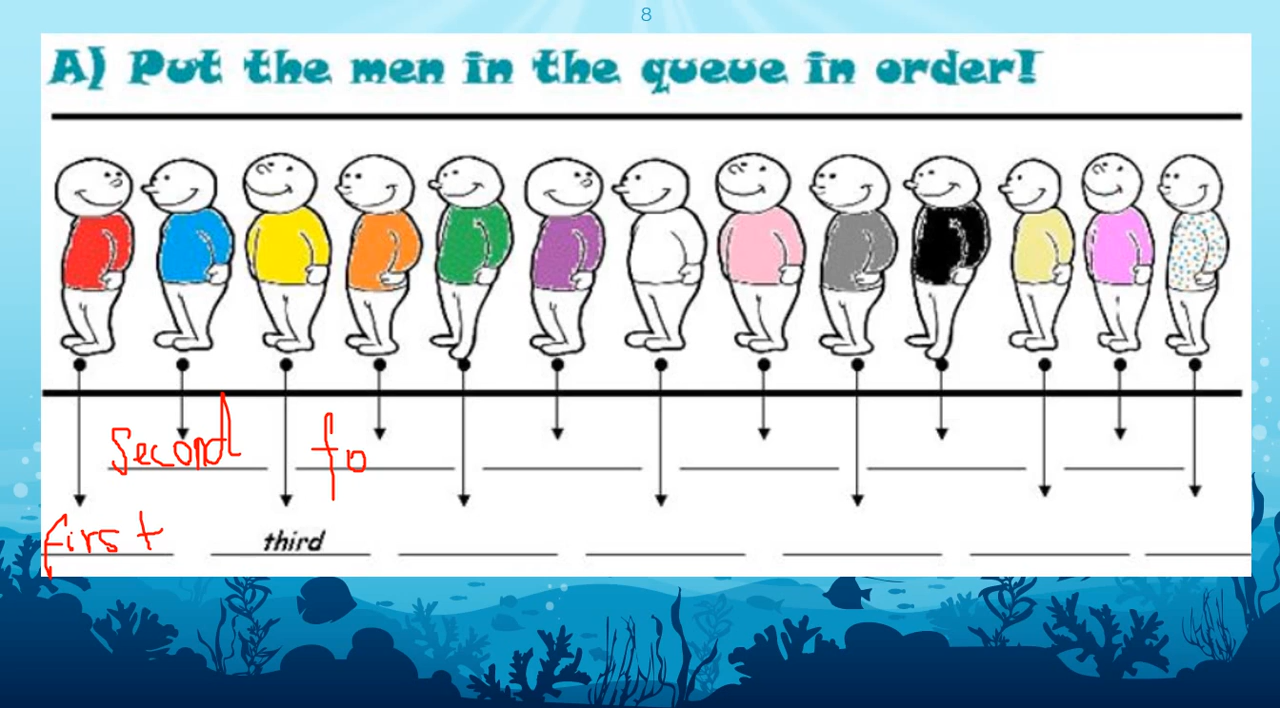 8
A) Put the men in the queue in order!
second fo
first third